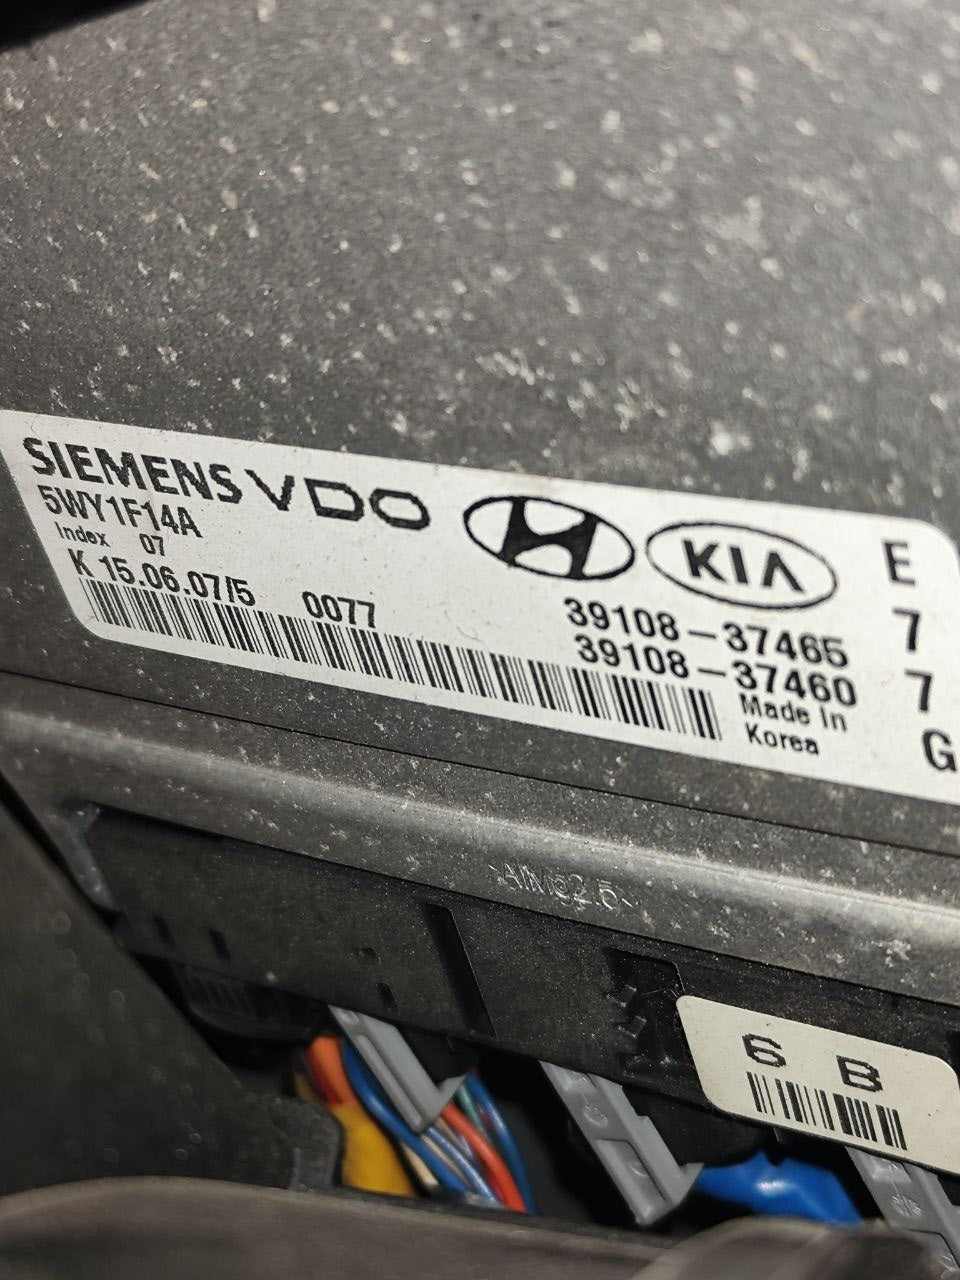 SIEMENS VDO
5WY1F14A
Index 07
K 15.06.07/5 0077
KIA
39108-37465
39108-37460
Made In
Korea
E
7
7
G
6 B